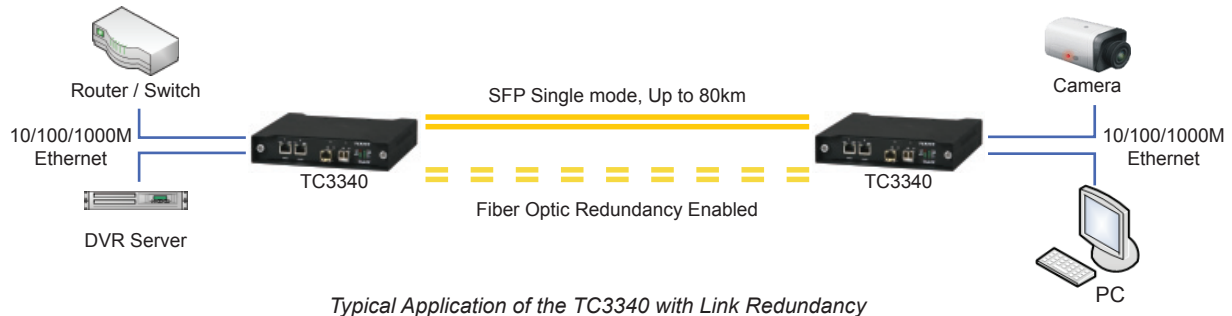 Router / Switch
10/100/1000M
Ethernet
DVR Server
TC3340
SFP Single mode, Up to 80km
Fiber Optic Redundancy Enabled
TC3340
Camera
10/100/1000M
Ethernet
PC
Typical Application of the TC3340 with Link Redundancy